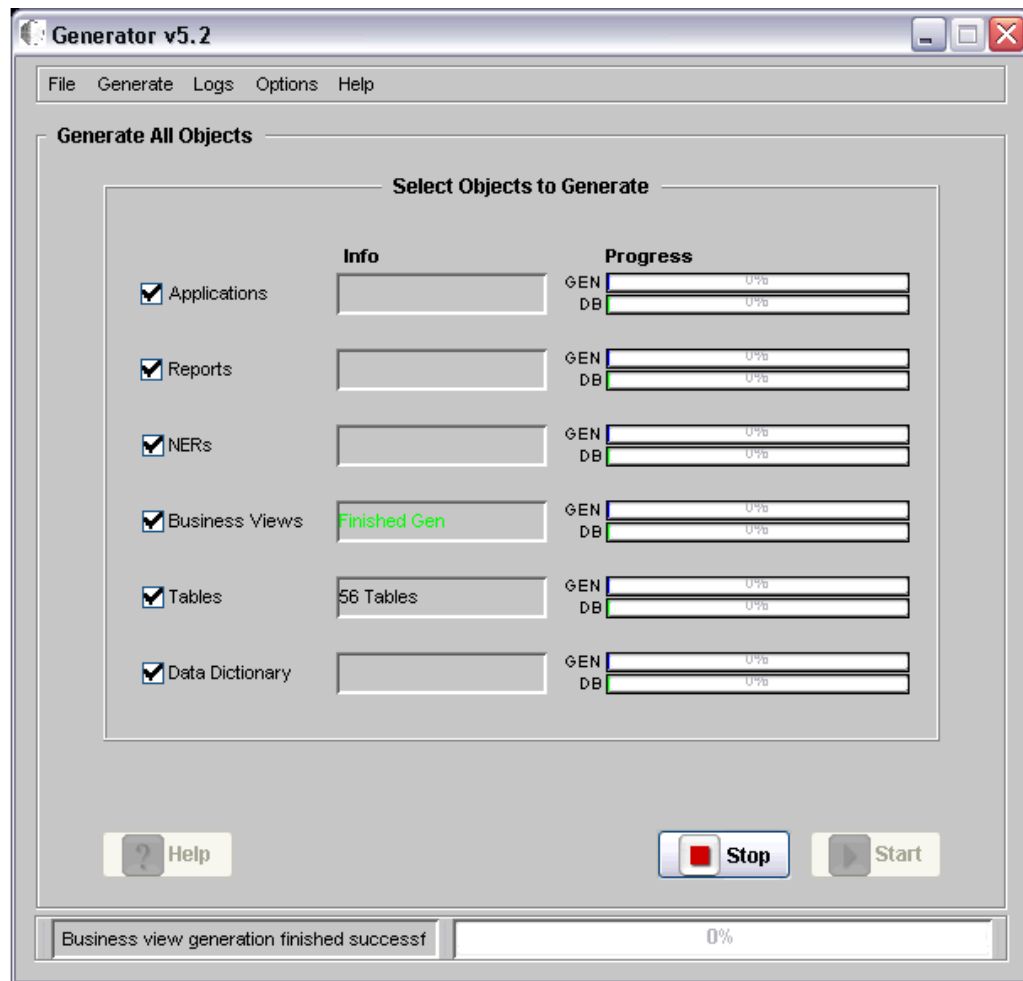 Generator v5.2
File Generate Logs Options Help
Generate All Objects
Select Objects to Generate
Info Progress
Applications GEN 0%
DB 0%
Reports GEN 0%
DB 0%
NERs GEN 0%
DB 0%
Business Views Finished Gen GEN 0%
DB 0%
Tables 56 Tables GEN 0%
DB 0%
Data Dictionary GEN 0%
DB 0%
? Help Stop Start
Business view generation finished successf 0%